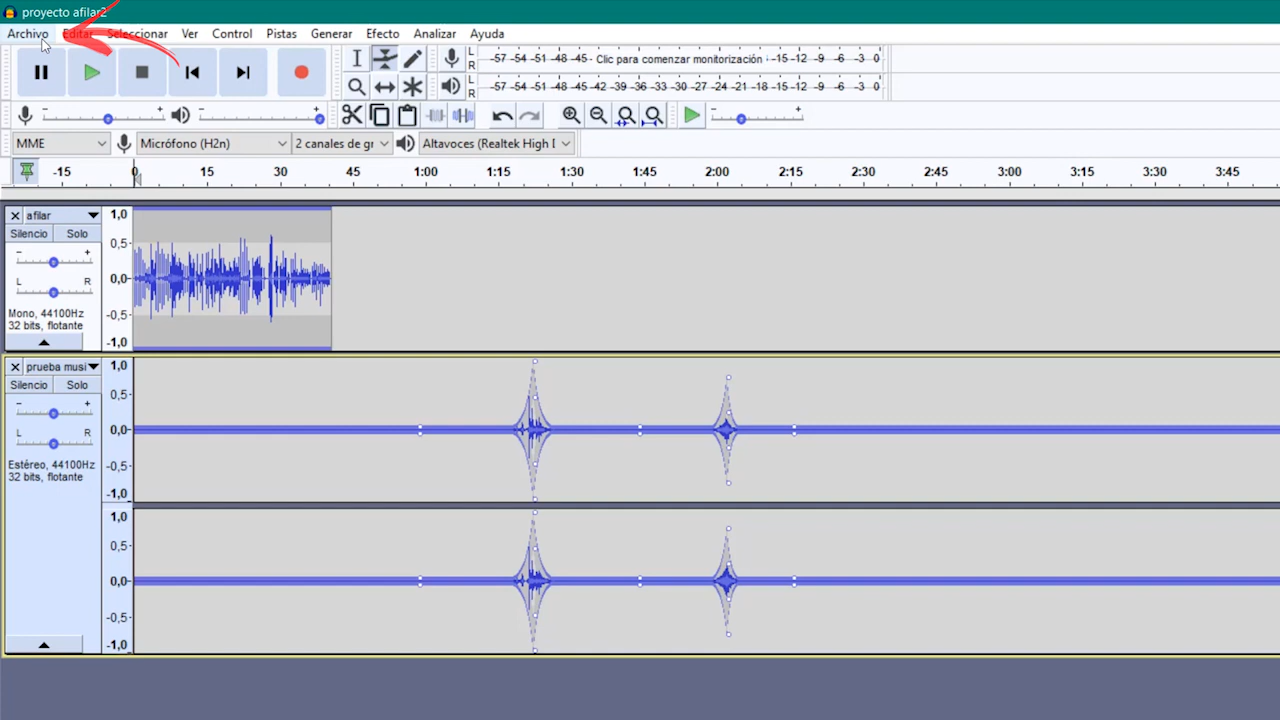 proyecto afilar2
Archivo Editar Seleccionar Ver Control Pistas Generar Efecto Analizar Ayuda
L
R
-57 -54 -51 -48 -45 - Clic para comenzar monitorización -15 -12 -9 -6 -3 0
L
R
-57 -54 -51 -48 -45 -42 -39 -36 -33 -30 -27 -24 -21 -18 -15 -12 -9 -6 -3 0
- + - + - +
MME Micrófono (H2n) 2 canales de gr Altavoces (Realtek High
-15 0 15 30 45 1:00 1:15 1:30 1:45 2:00 2:15 2:30 2:45 3:00 3:15 3:30 3:45
afilar
Silencio Solo
- +
L R
Mono, 44100Hz
32 bits, flotante
1,0
0,5
0,0
-0,5
-1,0
prueba musi
Silencio Solo
- +
L R
Estéreo, 44100Hz
32 bits, flotante
1,0
0,5
0,0
-0,5
-1,0
1,0
0,5
0,0
-0,5
-1,0